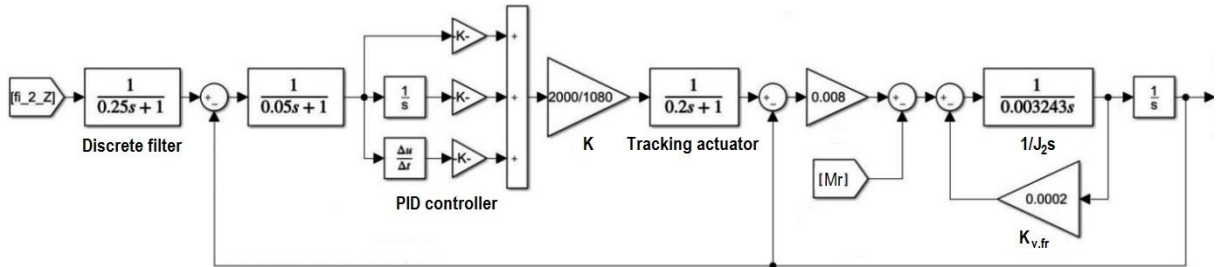 [fi_2_Z]
1
0.25s + 1
Discrete filter
+
-
1
0.05s + 1
-K-
1
s
-K-
Δu
Δt
-K-
PID controller
+
+
+
2000/1080
K
1
0.2s + 1
Tracking actuator
+
-
0.008
[Mr]
+
-
+
-
1
0.003243s
1/J₂s
0.0002
Kv.fr
1
s